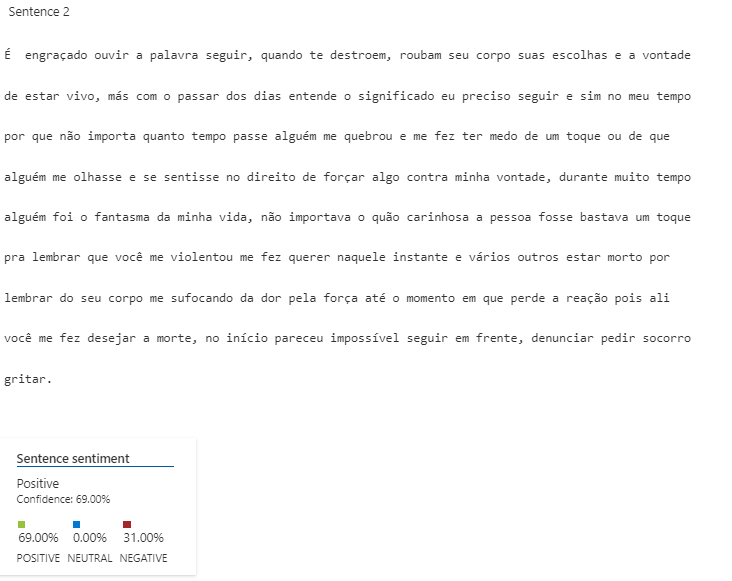 Sentence 2
É  engraçado ouvir a palavra seguir, quando te destroem, roubam seu corpo suas escolhas e a vontade
de estar vivo, más com o passar dos dias entende o significado eu preciso seguir e sim no meu tempo
por que não importa quanto tempo passe alguém me quebrou e me fez ter medo de um toque ou de que
alguém me olhasse e se sentisse no direito de forçar algo contra minha vontade, durante muito tempo
alguém foi o fantasma da minha vida, não importava o quão carinhosa a pessoa fosse bastava um toque
pra lembrar que você me violentou me fez querer naquele instante e vários outros estar morto por
lembrar do seu corpo me sufocando da dor pela força até o momento em que perde a reação pois ali
você me fez desejar a morte, no início pareceu impossível seguir em frente, denunciar pedir socorro
gritar.
Sentence sentiment
Positive
Confidence: 69.00%
69.00% 0.00% 31.00%
POSITIVE NEUTRAL NEGATIVE